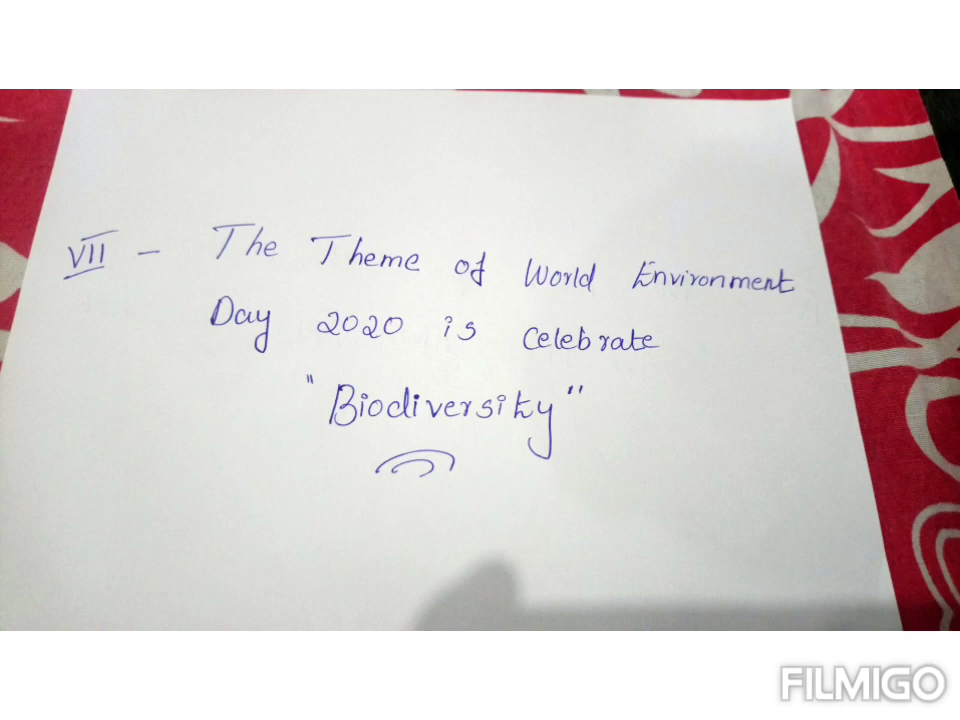 VII - The Theme of World Environment
Day 2020 is Celebrate
"Biodiversity"
FILMIGO